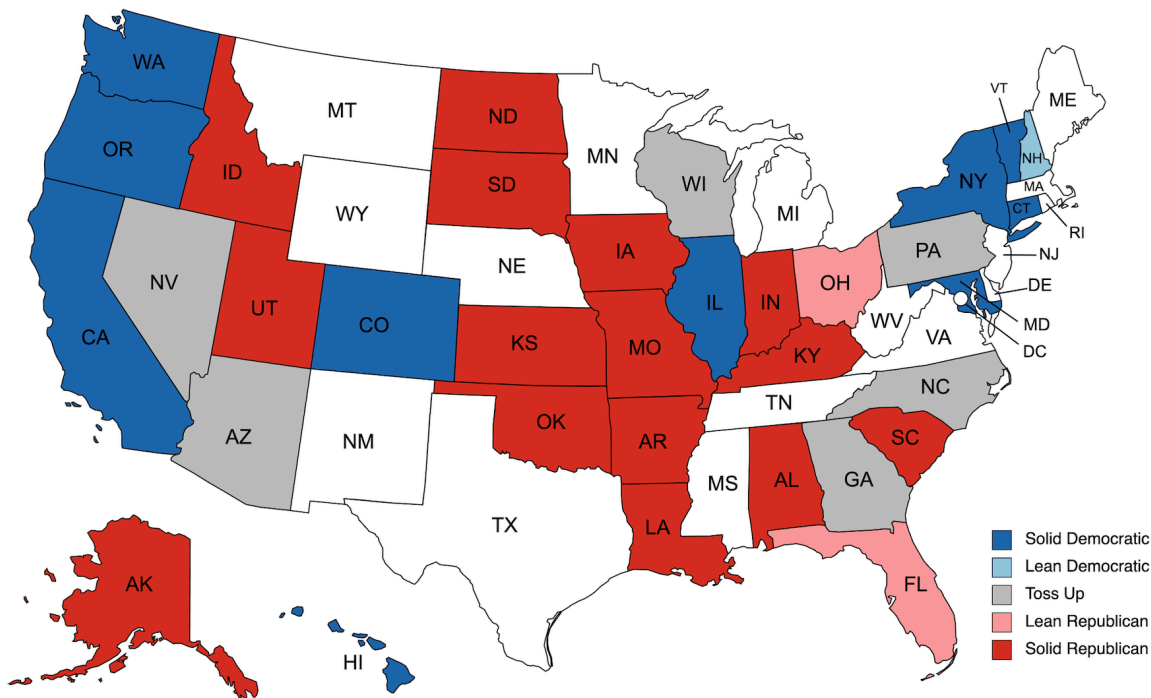 WA
MT
ND
MN
VT
ME
OR
ID
SD
WI
MI
NY
NH
MA
CT
RI
WY
NV
UT
CO
NE
IA
IL
IN
OH
PA
NJ
DE
MD
DC
CA
KS
MO
KY
WV
VA
AZ
NM
OK
AR
TN
NC
SC
TX
LA
MS
AL
GA
FL
AK
HI
Solid Democratic
Lean Democratic
Toss Up
Lean Republican
Solid Republican